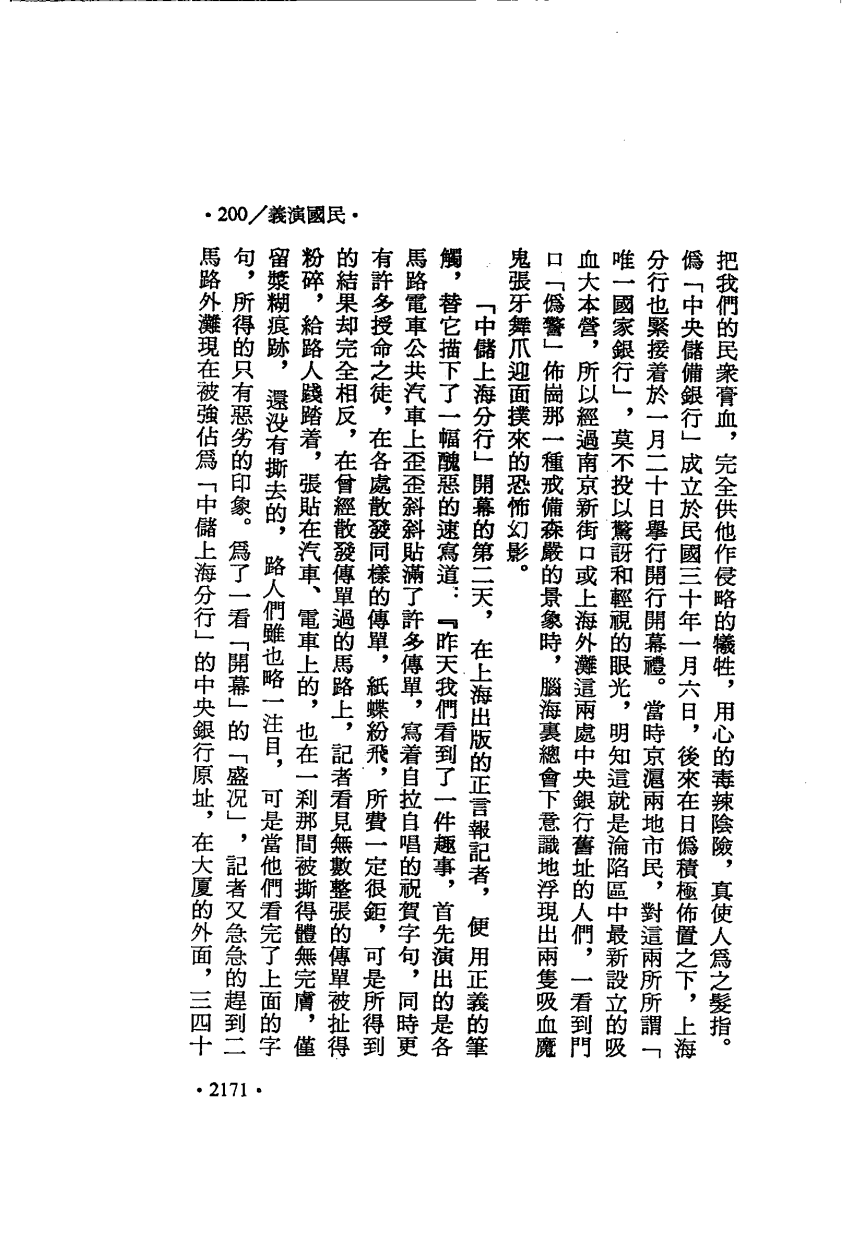 •200／義演國民•
把我們的民衆膏血，完全供他作侵略的犧牲，用心的毒辣陰險，真使人爲之髮指。
僞「中央儲備銀行」成立於民國三十年一月六日，後來在日僞積極佈置之下，上海
分行也緊接着於一月二十日舉行開行開幕禮。當時京滬兩地市民，對這兩所所謂「
唯一國家銀行」，莫不投以驚訝和輕視的眼光，明知這就是淪陷區中最新設立的吸
血大本營，所以經過南京新街口或上海外灘這兩處中央銀行舊址的人們，一看到門
口「僞警」佈崗那一種戒備森嚴的景象時，腦海裏總會下意識地浮現出兩隻吸血魔
鬼張牙舞爪迎面撲來的恐怖幻影。
「中儲上海分行」開幕的第二天，在上海出版的正言報記者，便用正義的筆
觸，替它描下了一幅醜惡的速寫道：『昨天我們看到了一件趣事，首先演出的是各
馬路電車公共汽車上歪歪斜斜貼滿了許多傳單，寫着自拉自唱的祝賀字句，同時更
有許多授命之徒，在各處散發同樣的傳單，紙蝶紛飛，所費一定很鉅，可是所得到
的結果却完全相反，在曾經散發傳單過的馬路上，記者看見無數整張的傳單被扯得
粉碎，給路人踐踏着，張貼在汽車、電車上的，也在一刹那間被撕得體無完膚，僅
留漿糊痕跡，還没有撕去的，路人們雖也略一注目，可是當他們看完了上面的字
句，所得的只有惡劣的印象。爲了一看「開幕」的「盛况」，記者又急急的趕到二
馬路外灘現在被強佔爲「中儲上海分行」的中央銀行原址，在大厦的外面，三四十
•2171•